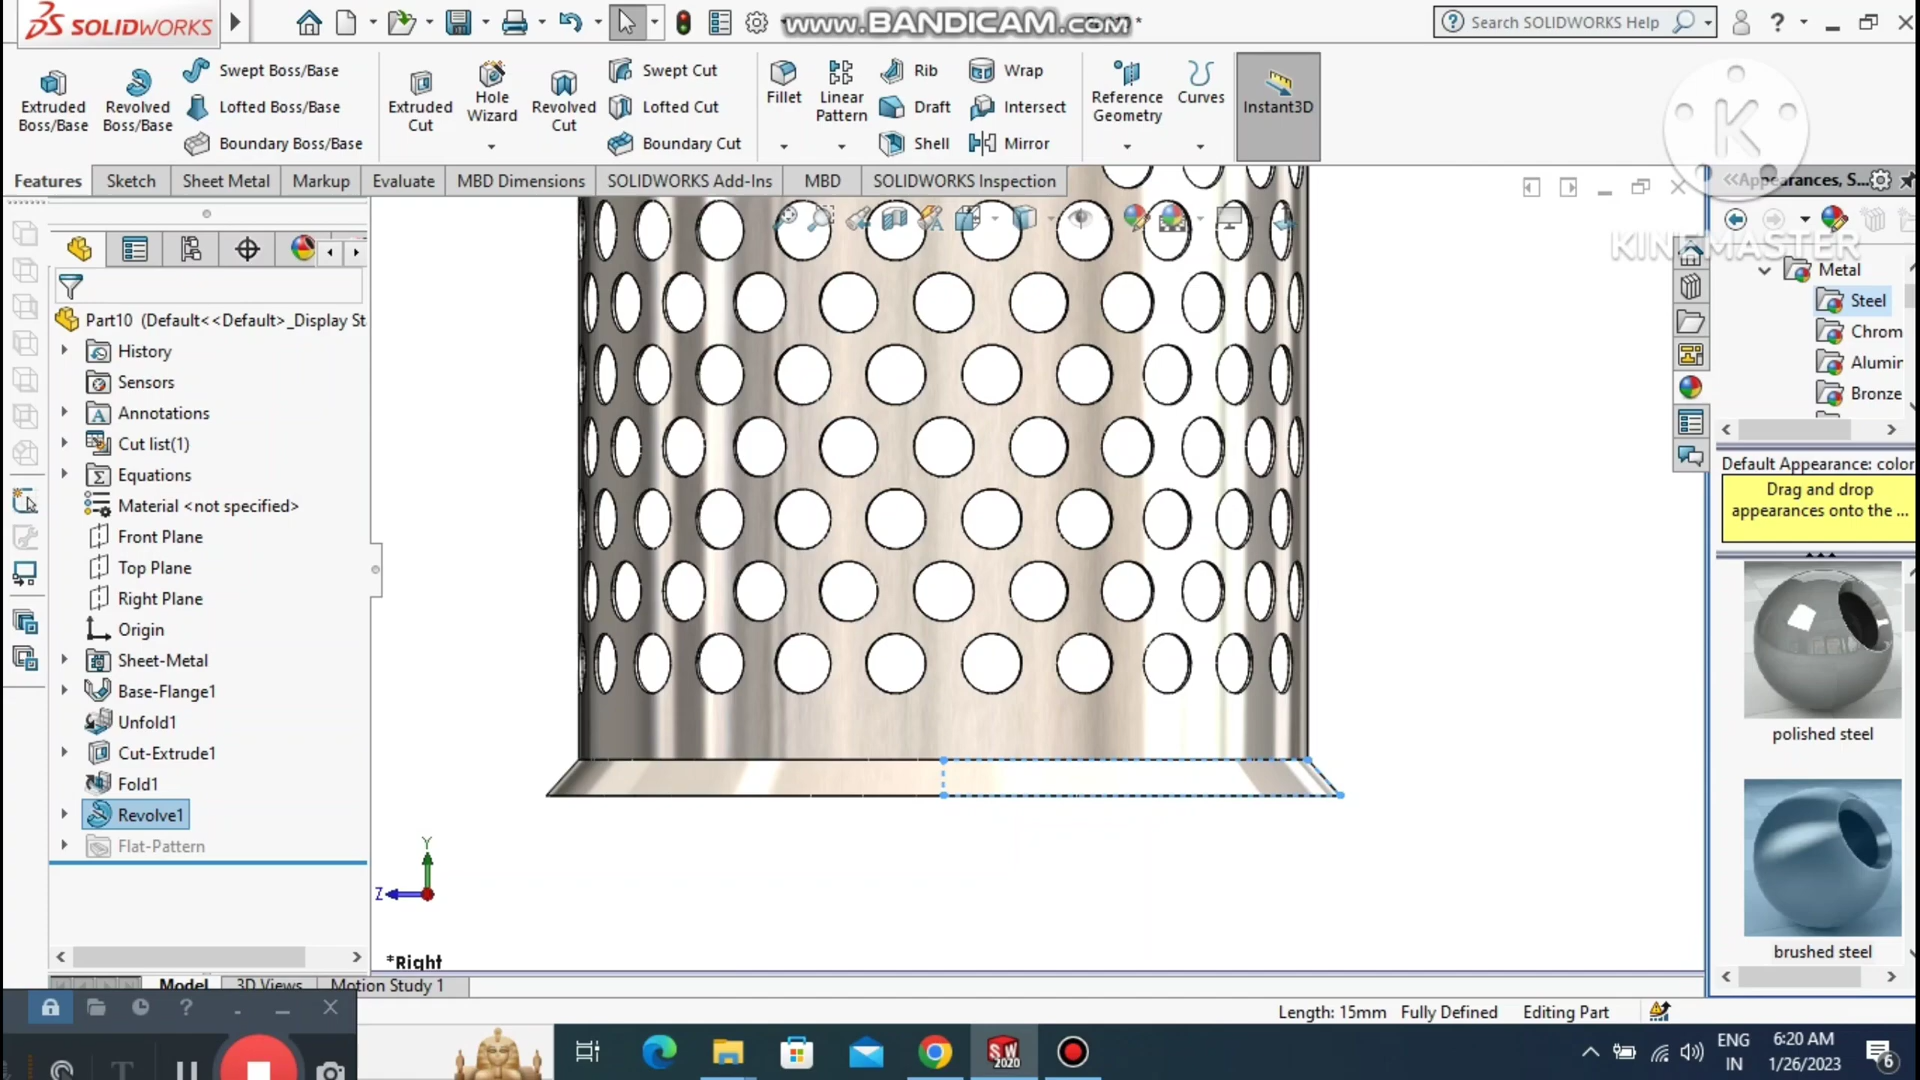 SOLIDWORKS
www.BANDICAM.com
*
Search SOLIDWORKS Help
?
Extruded Boss/Base
Revolved Boss/Base
Swept Boss/Base
Lofted Boss/Base
Boundary Boss/Base
Extruded Cut
Hole Wizard
Revolved Cut
Swept Cut
Lofted Cut
Boundary Cut
Fillet
Linear Pattern
Rib
Draft
Shell
Wrap
Intersect
Mirror
Reference Geometry
Curves
Instant3D
K
Features
Sketch
Sheet Metal
Markup
Evaluate
MBD Dimensions
SOLIDWORKS Add-Ins
MBD
SOLIDWORKS Inspection
Appearances, S...
KINEMASTER
Part10 (Default<<Default>_Display St
History
Sensors
Annotations
Cut list(1)
Equations
Material <not specified>
Front Plane
Top Plane
Right Plane
Origin
Sheet-Metal
Base-Flange1
Unfold1
Cut-Extrude1
Fold1
Revolve1
Flat-Pattern
Metal
Steel
Chrom
Alumin
Bronze
Default Appearance: color
Drag and drop
appearances onto the ...
polished steel
brushed steel
Y
Z
*Right
Model
3D Views
Motion Study 1
Length: 15mm
Fully Defined
Editing Part
SW
2020
ENG
IN
6:20 AM
1/26/2023
6